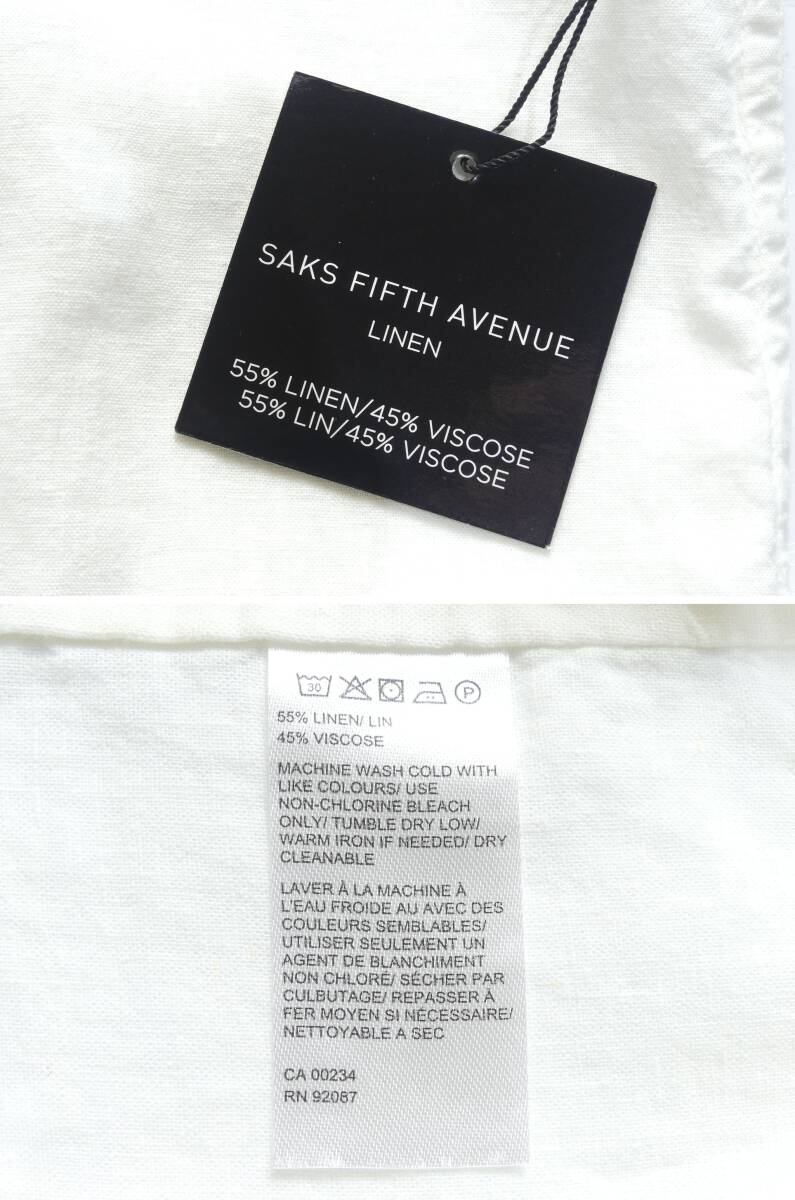 SAKS FIFTH AVENUE
LINEN
55% LINEN/45% VISCOSE
55% LIN/45% VISCOSE
30
P
55% LINEN/ LIN
45% VISCOSE
MACHINE WASH COLD WITH
LIKE COLOURS/ USE
NON-CHLORINE BLEACH
ONLY/ TUMBLE DRY LOW/
WARM IRON IF NEEDED/ DRY
CLEANABLE
LAVER À LA MACHINE À
L'EAU FROIDE AU AVEC DES
COULEURS SEMBLABLES/
UTILISER SEULEMENT UN
AGENT DE BLANCHIMENT
NON CHLORÉ/ SÉCHER PAR
CULBUTAGE/ REPASSER À
FER MOYEN SI NÉCESSAIRE/
NETTOYABLE A SEC
CA 00234
RN 92087